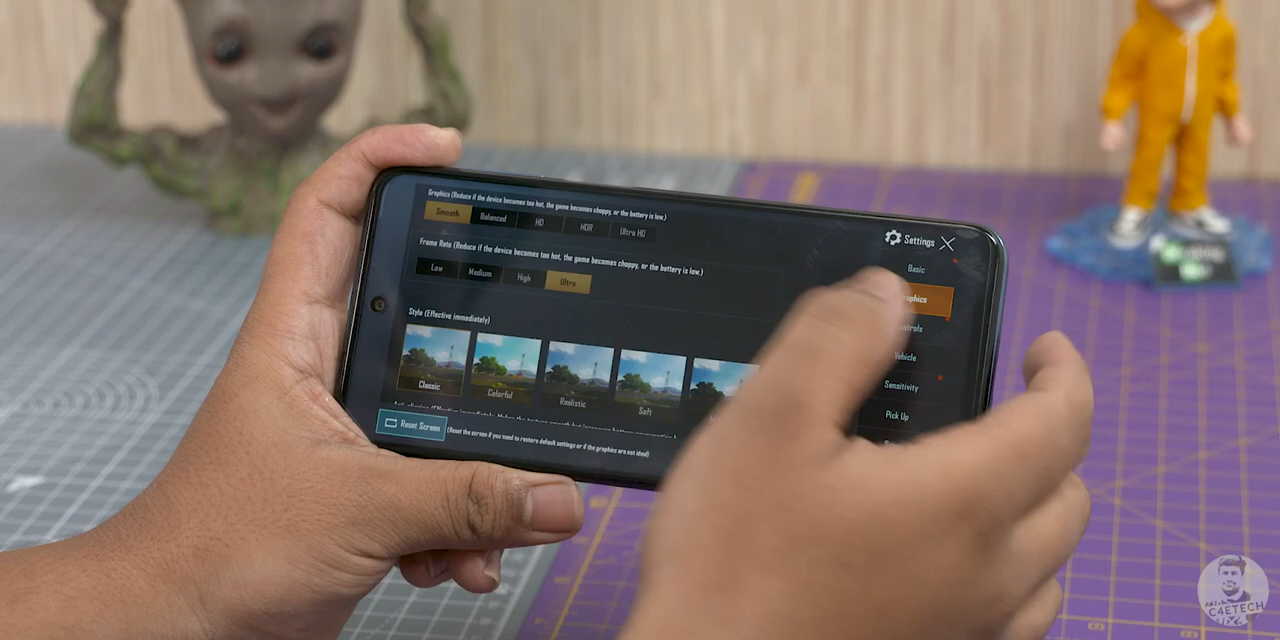 Graphics (Reduce if the device becomes too hot, the game becomes choppy, or the battery is low.)
Smooth Balanced HD HDR Ultra HD
Settings
Frame Rate (Reduce if the device becomes too hot, the game becomes choppy, or the battery is low.)
Low Medium High Ultra
Basic
Style (Effective immediately)
Vehicle
Classic Colorful Realistic Soft
Sensitivity
Pick Up
Reset Screen (Reset the screen if you need to restore default settings or if the graphics are not ideal)
C4ETECH